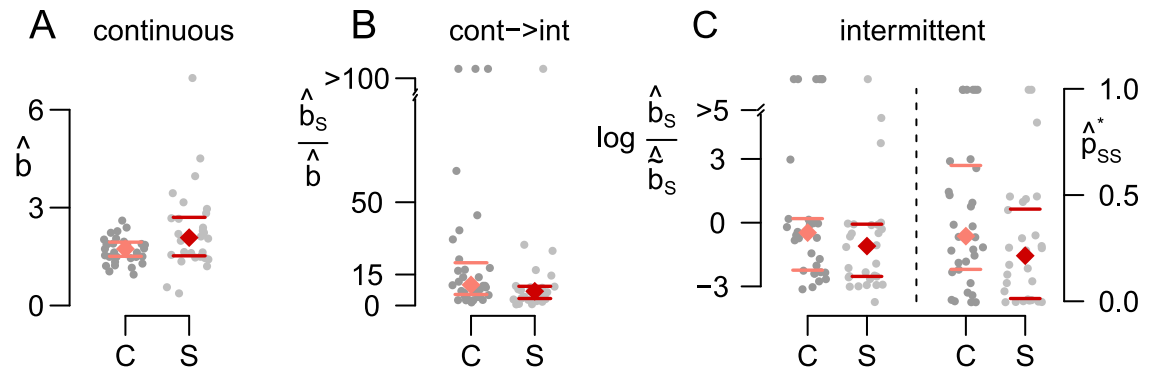 A continuous
6
3
0
b̂
C S
B cont->int
>100
50
15
0
b̂S / b̂
C S
C intermittent
>5
3
0
−3
log b̂S / b̃̂S
C S
C S
1.0
0.5
0.0
p̂*SS